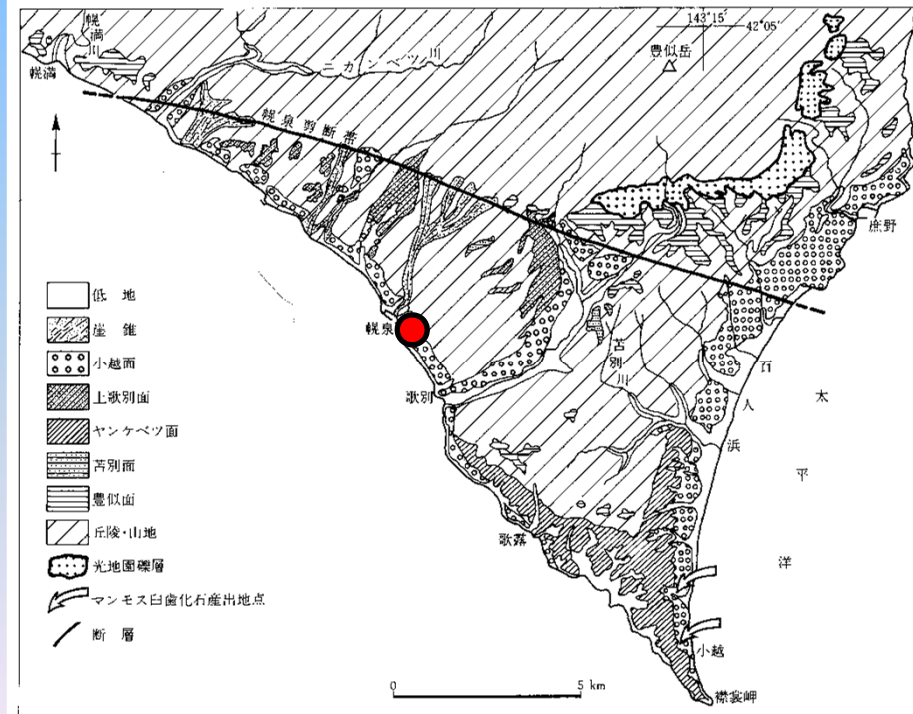 143°15′
42°05′
幌満川
幌満
ニカンベツ川
豊似岳
幌泉剪断帯
庶野
幌泉
歌別
苫別川
百人浜
太平洋
歌露
小越
襟裳岬
低地
崖錐
小越面
上歌別面
ヤンケベツ面
苫別面
豊似面
丘陵・山地
光地園礫層
マンモス臼歯化石産出地点
断層
0 5 km